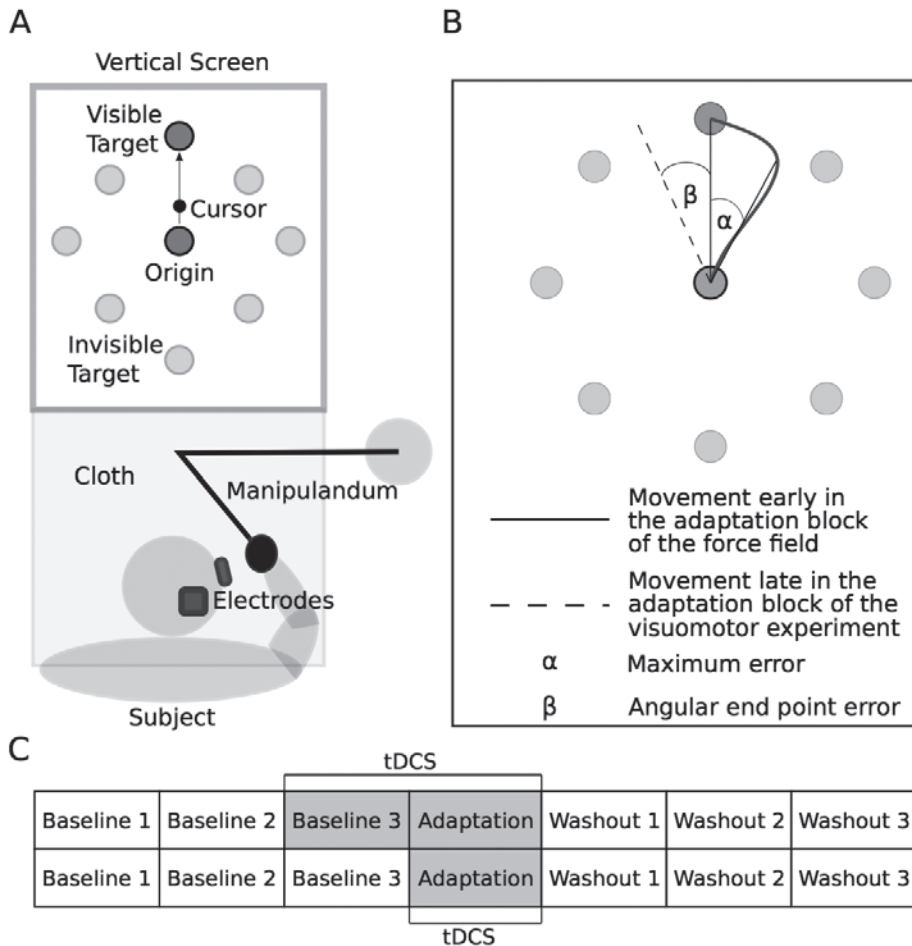 A
Vertical Screen
Visible
Target
Cursor
Origin
Invisible
Target
Cloth
Manipulandum
Electrodes
Subject
B
β
α
Movement early in
the adaptation block
of the force field
Movement late in the
adaptation block of the
visuomotor experiment
α Maximum error
β Angular end point error
C
tDCS
Baseline 1 Baseline 2 Baseline 3 Adaptation Washout 1 Washout 2 Washout 3
Baseline 1 Baseline 2 Baseline 3 Adaptation Washout 1 Washout 2 Washout 3
tDCS